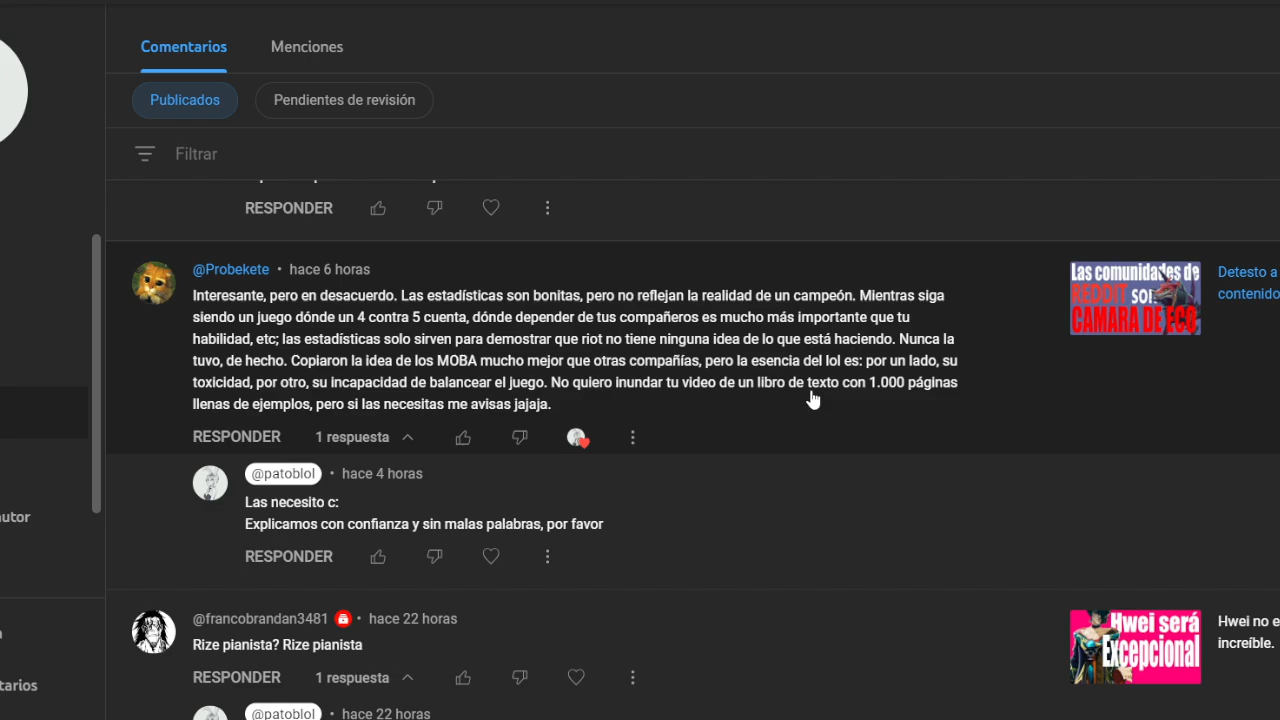 Comentarios
Menciones
Publicados
Pendientes de revisión
Filtrar
RESPONDER
@Probekete • hace 6 horas
Interesante, pero en desacuerdo. Las estadísticas son bonitas, pero no reflejan la realidad de un campeón. Mientras siga
siendo un juego dónde un 4 contra 5 cuenta, dónde depender de tus compañeros es mucho más importante que tu
habilidad, etc; las estadísticas solo sirven para demostrar que riot no tiene ninguna idea de lo que está haciendo. Nunca la
tuvo, de hecho. Copiaron la idea de los MOBA mucho mejor que otras compañías, pero la esencia del lol es: por un lado, su
toxicidad, por otro, su incapacidad de balancear el juego. No quiero inundar tu video de un libro de texto con 1.000 páginas
llenas de ejemplos, pero si las necesitas me avisas jajaja.
RESPONDER 1 respuesta
Las comunidades de
REDDIT SON
CAMARA DE ECO
Detesto a
contenido
@patoblol • hace 4 horas
Las necesito c:
Explicamos con confianza y sin malas palabras, por favor
RESPONDER
utor
@francobrandan3481 • hace 22 horas
Rize pianista? Rize pianista
RESPONDER 1 respuesta
Hwei será
Excepcional
Hwei no e
increíble.
tarios
@patoblol • hace 22 horas